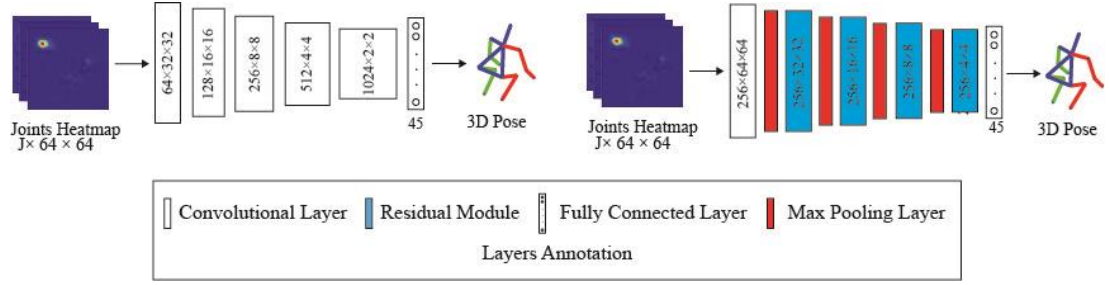 64×32×32
128×16×16
256×8×8
512×4×4
1024×2×2
45
Joints Heatmap
J× 64 × 64
3D Pose
256×64×64
256×32×32
256×16×16
256×8×8
256×4×4
45
Joints Heatmap
J× 64 × 64
3D Pose
Convolutional Layer
Residual Module
Fully Connected Layer
Max Pooling Layer
Layers Annotation